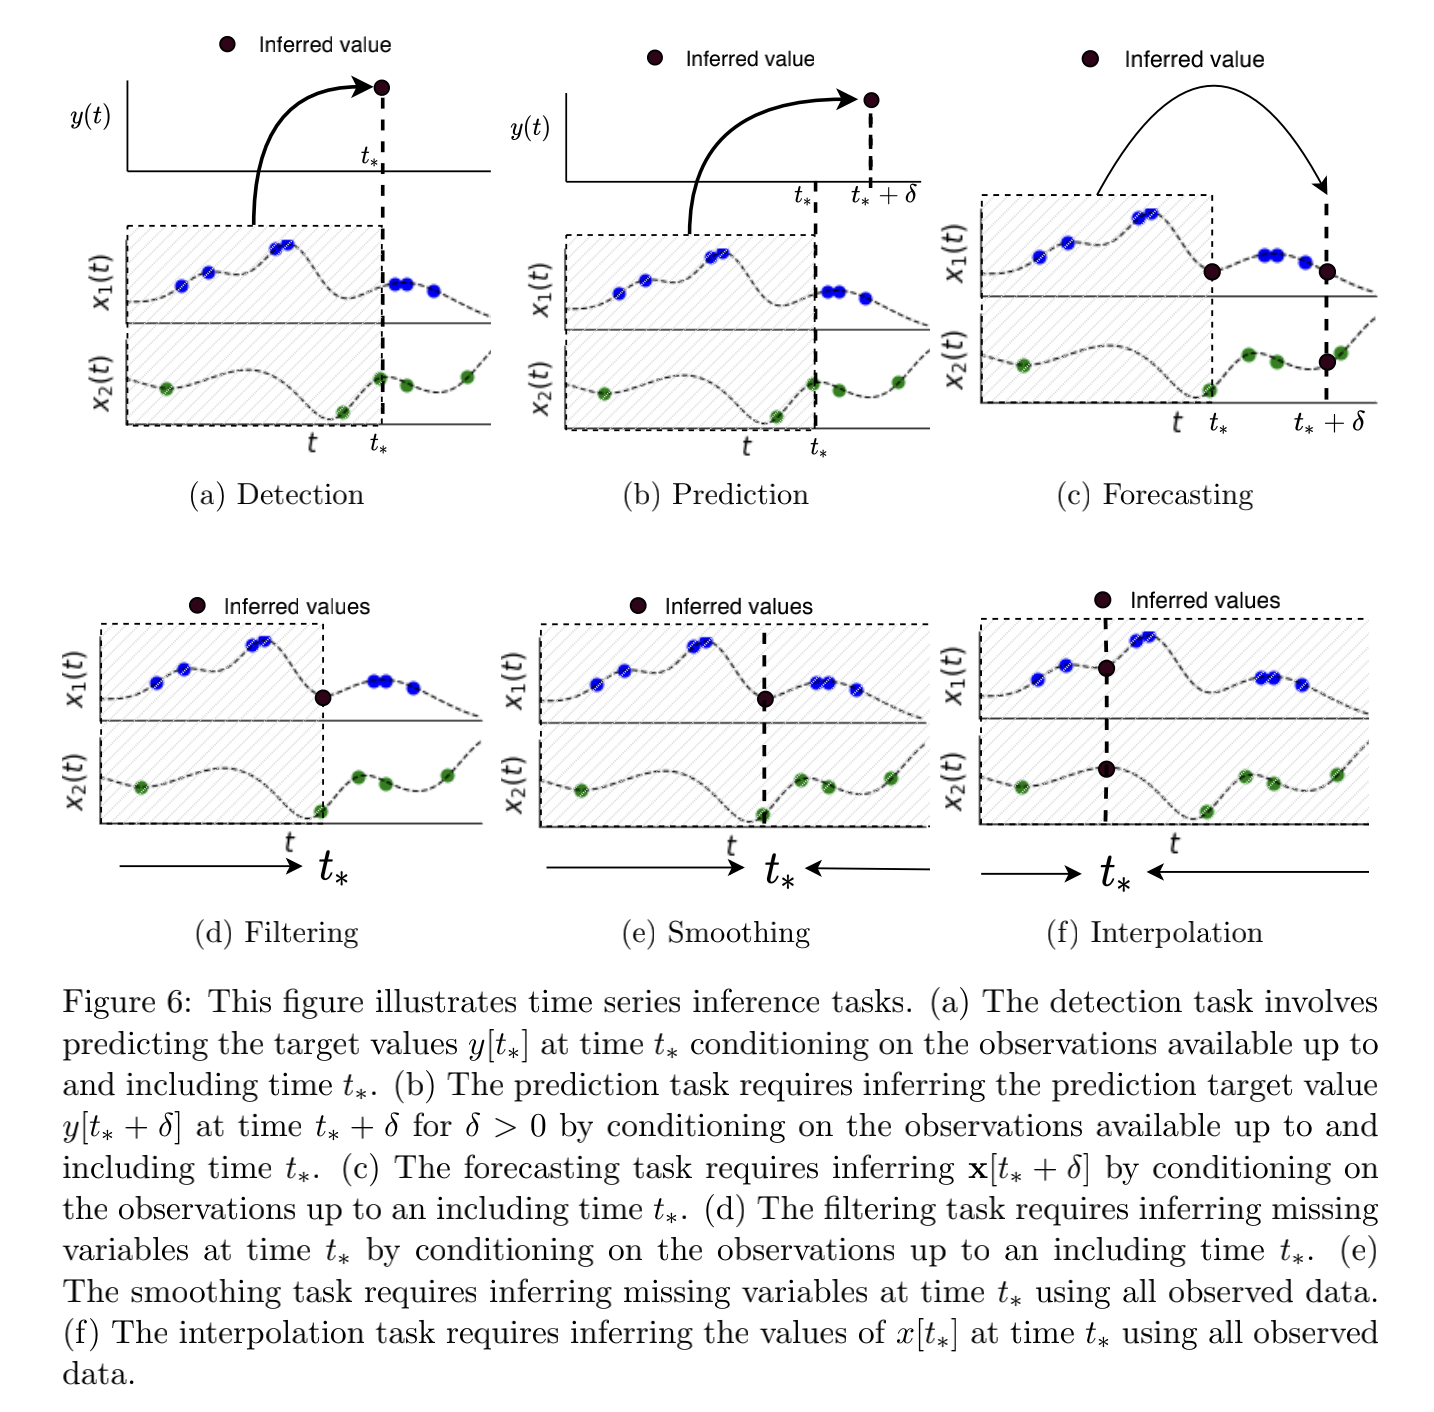 Inferred value
y(t)
t*
x1(t)
x2(t)
t
t*
(a) Detection
Inferred value
y(t)
t*
t* + δ
x1(t)
x2(t)
t
t*
(b) Prediction
Inferred value
x1(t)
x2(t)
t
t*
t* + δ
(c) Forecasting
Inferred values
x1(t)
x2(t)
t
t*
(d) Filtering
Inferred values
x1(t)
x2(t)
t
t*
(e) Smoothing
Inferred values
x1(t)
x2(t)
t
t*
(f) Interpolation
Figure 6: This figure illustrates time series inference tasks. (a) The detection task involves
predicting the target values y[t*] at time t* conditioning on the observations available up to
and including time t*. (b) The prediction task requires inferring the prediction target value
y[t* + δ] at time t* + δ for δ > 0 by conditioning on the observations available up to and
including time t*. (c) The forecasting task requires inferring x[t* + δ] by conditioning on
the observations up to an including time t*. (d) The filtering task requires inferring missing
variables at time t* by conditioning on the observations up to an including time t*. (e)
The smoothing task requires inferring missing variables at time t* using all observed data.
(f) The interpolation task requires inferring the values of x[t*] at time t* using all observed
data.